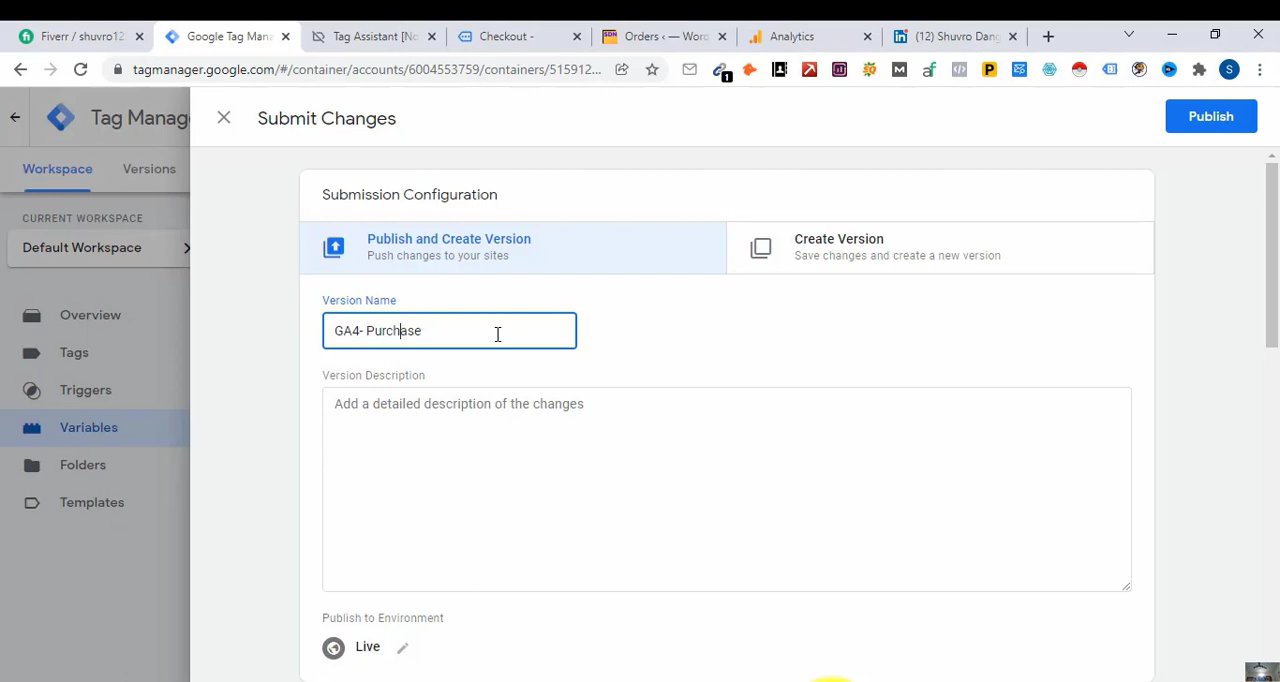 Fiverr / shuvro12
Google Tag Mana
Tag Assistant [No
Checkout -
Orders ‹ — Word
Analytics
(12) Shuvro Dang
tagmanager.google.com/#/container/accounts/6004553759/containers/515912...
Tag Manag
Submit Changes
Publish
Workspace
Versions
Submission Configuration
CURRENT WORKSPACE
Default Workspace
Publish and Create Version
Push changes to your sites
Create Version
Save changes and create a new version
Version Name
GA4- Purchase
Overview
Tags
Triggers
Variables
Folders
Templates
Version Description
Add a detailed description of the changes
Publish to Environment
Live